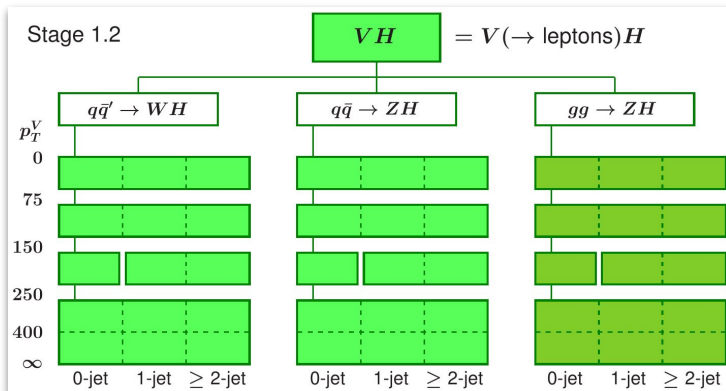 Stage 1.2
VH = V(→ leptons)H
qq̄′ → WH qq̄ → ZH gg → ZH
p_T^V
0
75
150
250
400
∞
0-jet 1-jet ≥ 2-jet 0-jet 1-jet ≥ 2-jet 0-jet 1-jet ≥ 2-jet